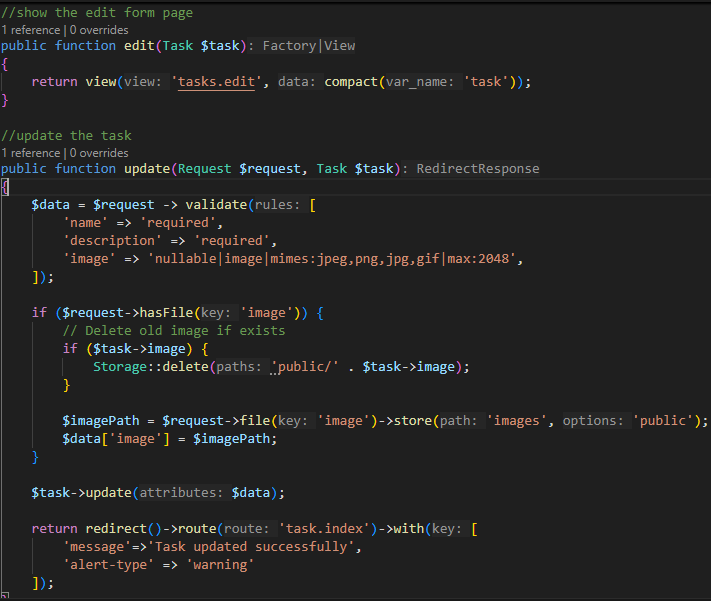 //show the edit form page
1 reference | 0 overrides
public function edit(Task $task): Factory|View
{
    return view(view: 'tasks.edit', data: compact(var_name: 'task'));
}

//update the task
1 reference | 0 overrides
public function update(Request $request, Task $task): RedirectResponse
{
    $data = $request -> validate(rules: [
        'name' => 'required',
        'description' => 'required',
        'image' => 'nullable|image|mimes:jpeg,png,jpg,gif|max:2048',
    ]);

    if ($request->hasFile(key: 'image')) {
        // Delete old image if exists
        if ($task->image) {
            Storage::delete(paths: 'public/' . $task->image);
        }

        $imagePath = $request->file(key: 'image')->store(path: 'images', options: 'public');
        $data['image'] = $imagePath;
    }

    $task->update(attributes: $data);

    return redirect()->route(route: 'task.index')->with(key: [
        'message'=>'Task updated successfully',
        'alert-type' => 'warning'
    ]);
}